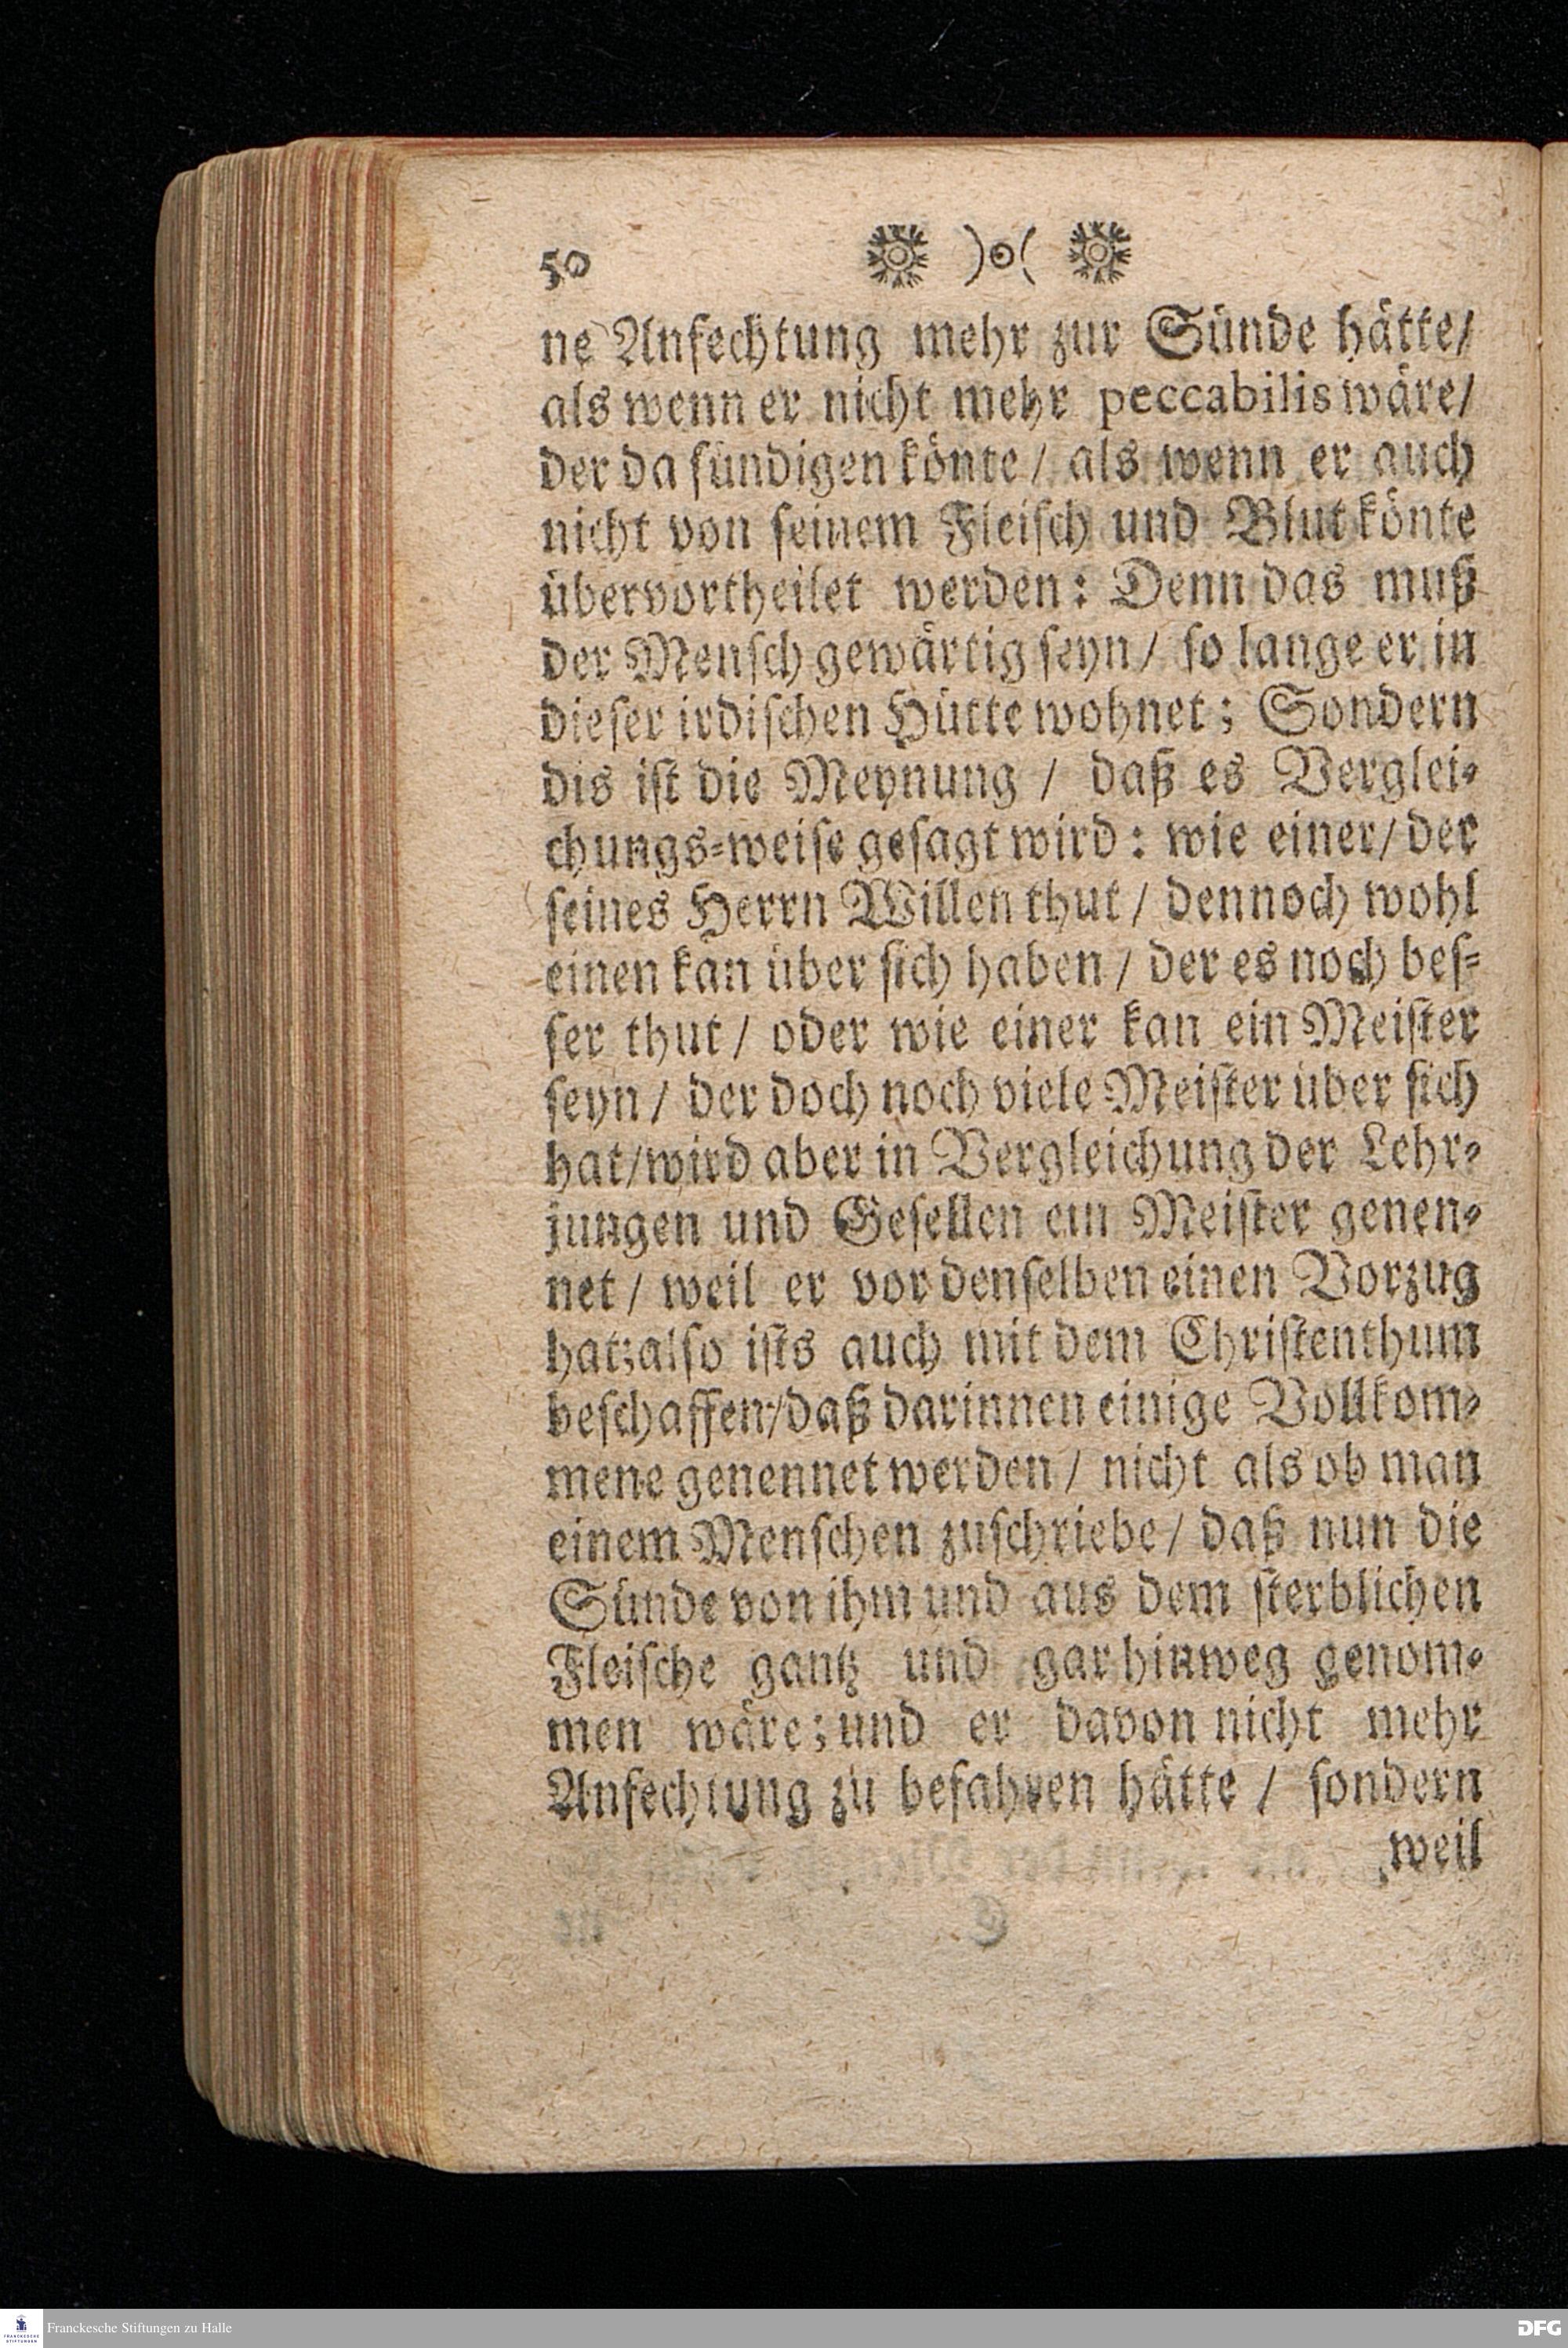 50 )o(
ne Anfechtung mehr zur Sünde hätte/
als wenn er nicht mehr peccabilis wäre/
der da sündigen könte / als wenn er auch
nicht von seinem Fleisch und Blut könte
übervortheilet werden: Denn das muß
der Mensch gewärtig seyn/ so lange er in
dieser irdischen Hütte wohnet; Sondern
dis ist die Meynung / daß es Verglei-
chungs-weise gesagt wird: wie einer/ der
seines Herrn Willen thut / dennoch wohl
einen kan über sich haben / der es noch bes-
ser thut / oder wie einer kan ein Meister
seyn / der doch noch viele Meister über sich
hat/wird aber in Vergleichung der Lehr-
jungen und Gesellen ein Meister genen-
net / weil er vor denselben einen Vorzug
hat;also ists auch mit dem Christenthum
beschaffen/daß darinnen einige Vollkom-
mene genennet werden / nicht als ob man
einem Menschen zuschriebe/ daß nun die
Sünde von ihm und aus dem sterblichen
Fleische gantz und gar hinweg genom-
men wäre;und er davon nicht mehr
Anfechtung zu befahren hätte / sondern
weil
FRANCKESCHE STIFTUNGEN
Franckesche Stiftungen zu Halle
DFG